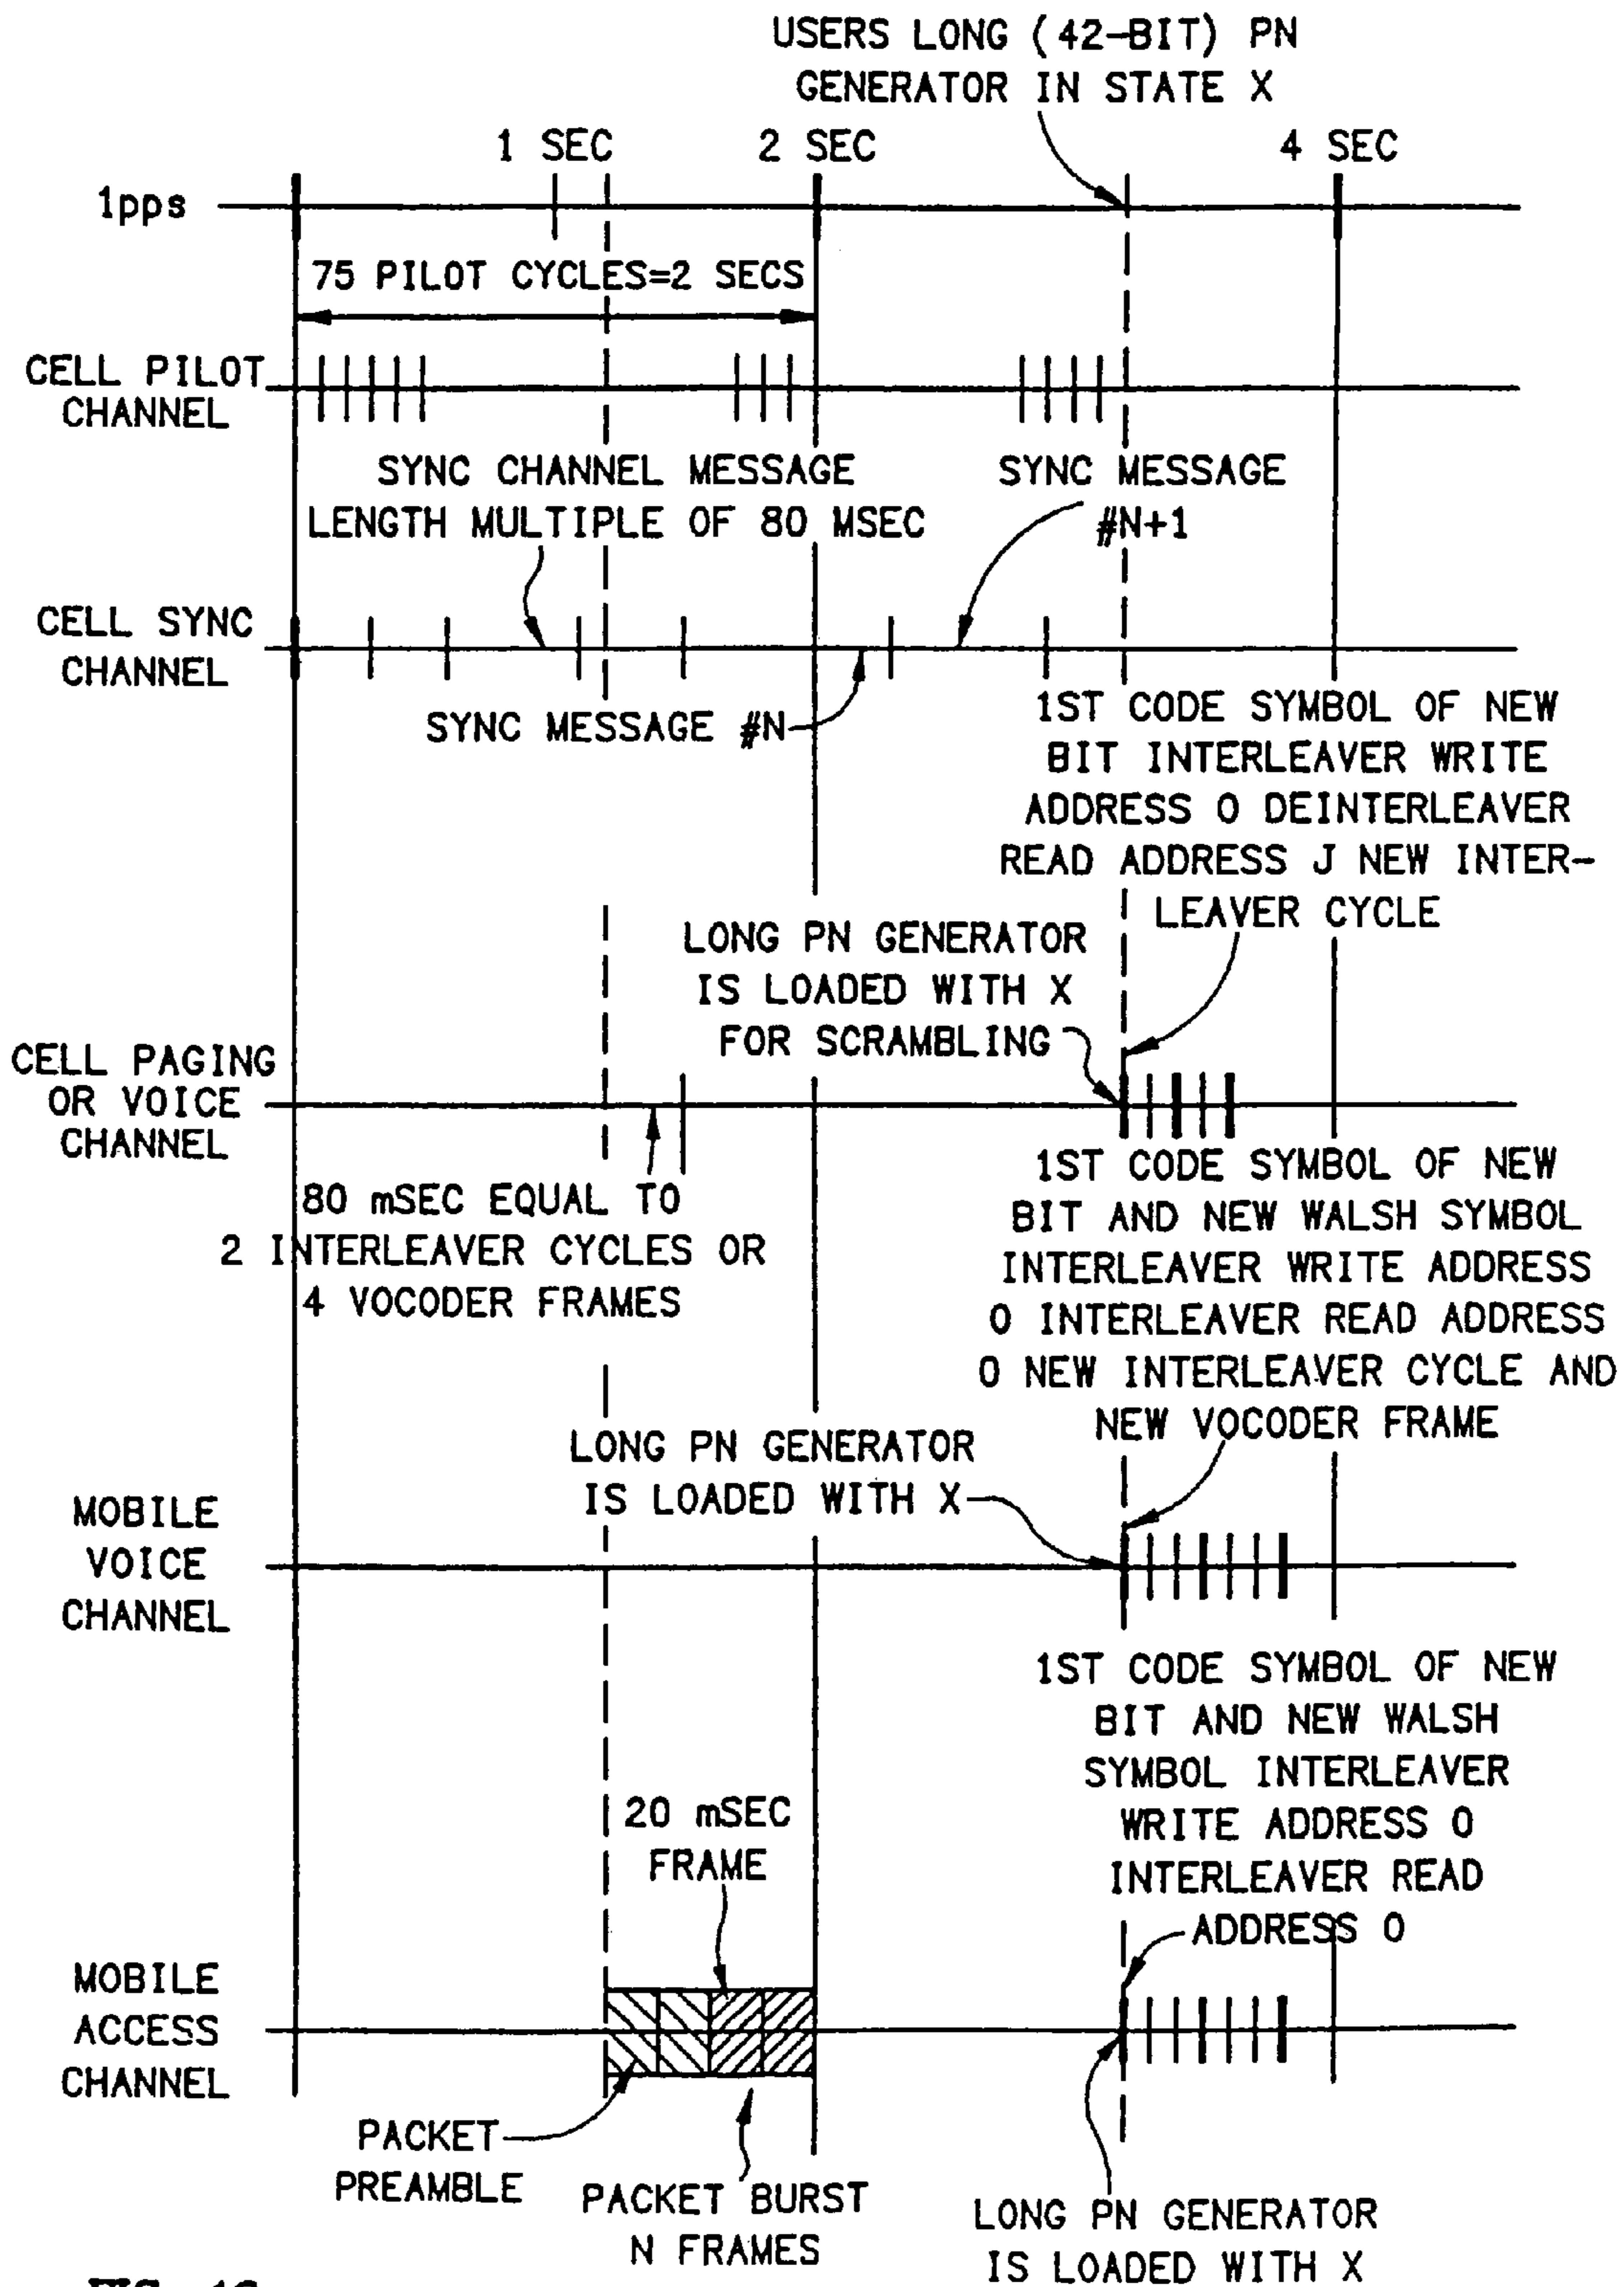 USERS LONG (42-BIT) PN
GENERATOR IN STATE X
1 SEC
2 SEC
4 SEC
1pps
75 PILOT CYCLES=2 SECS
CELL PILOT
CHANNEL
SYNC CHANNEL MESSAGE
LENGTH MULTIPLE OF 80 MSEC
SYNC MESSAGE
#N+1
CELL SYNC
CHANNEL
SYNC MESSAGE #N
1ST CODE SYMBOL OF NEW
BIT INTERLEAVER WRITE
ADDRESS 0 DEINTERLEAVER
READ ADDRESS J NEW INTER-
LEAVER CYCLE
LONG PN GENERATOR
IS LOADED WITH X
FOR SCRAMBLING
CELL PAGING
OR VOICE
CHANNEL
80 mSEC EQUAL TO
2 INTERLEAVER CYCLES OR
4 VOCODER FRAMES
1ST CODE SYMBOL OF NEW
BIT AND NEW WALSH SYMBOL
INTERLEAVER WRITE ADDRESS
0 INTERLEAVER READ ADDRESS
0 NEW INTERLEAVER CYCLE AND
NEW VOCODER FRAME
LONG PN GENERATOR
IS LOADED WITH X
MOBILE
VOICE
CHANNEL
1ST CODE SYMBOL OF NEW
BIT AND NEW WALSH
SYMBOL INTERLEAVER
WRITE ADDRESS 0
INTERLEAVER READ
ADDRESS 0
20 mSEC
FRAME
MOBILE
ACCESS
CHANNEL
PACKET
PREAMBLE
PACKET BURST
N FRAMES
LONG PN GENERATOR
IS LOADED WITH X